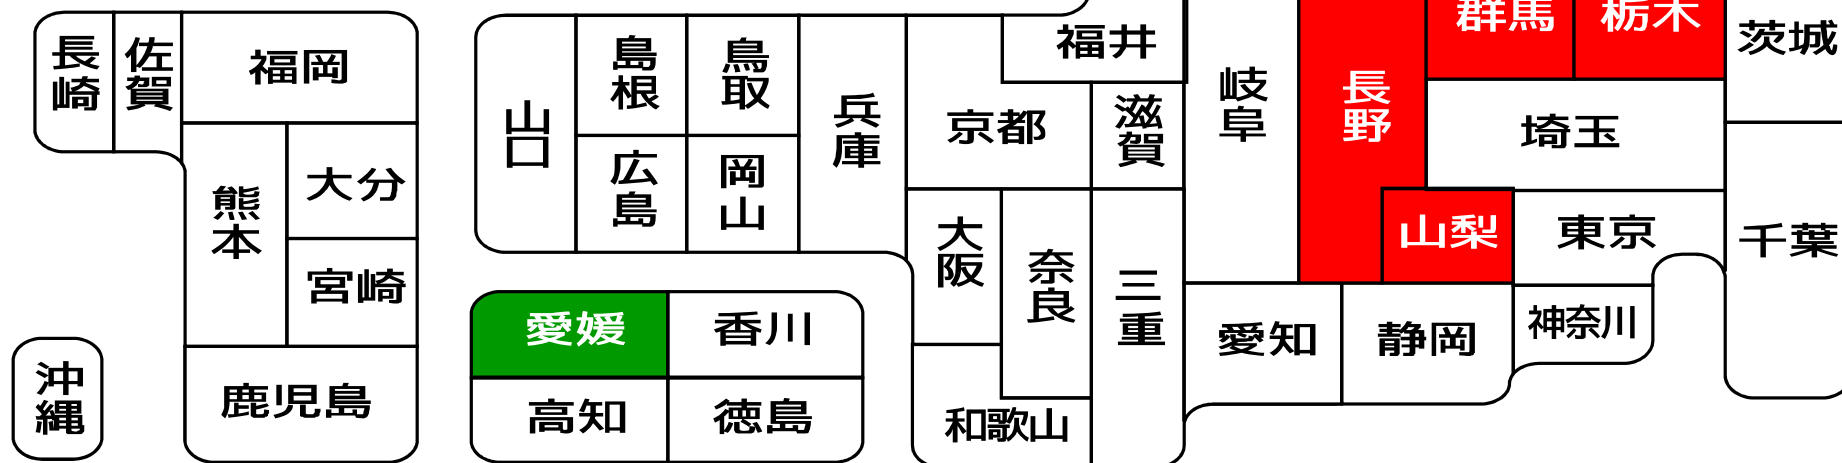 長崎
佐賀
福岡
熊本
大分
宮崎
鹿児島
沖縄
山口
島根
鳥取
広島
岡山
兵庫
愛媛
香川
高知
徳島
京都
福井
滋賀
大阪
奈良
和歌山
三重
岐阜
愛知
静岡
長野
山梨
群馬
栃木
埼玉
東京
神奈川
茨城
千葉